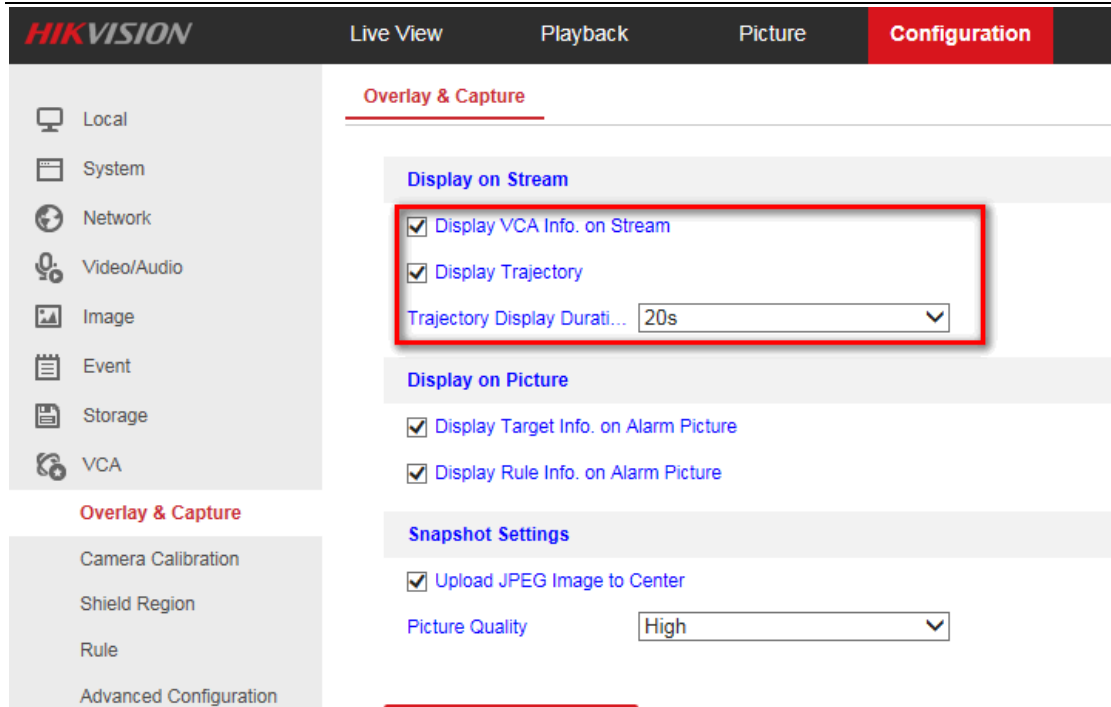 HIKVISION Live View Playback Picture Configuration
Overlay & Capture
Local
System
Network
Video/Audio
Image
Event
Storage
VCA
Overlay & Capture
Camera Calibration
Shield Region
Rule
Advanced Configuration
Display on Stream
Display VCA Info. on Stream
Display Trajectory
Trajectory Display Durati... 20s
Display on Picture
Display Target Info. on Alarm Picture
Display Rule Info. on Alarm Picture
Snapshot Settings
Upload JPEG Image to Center
Picture Quality High